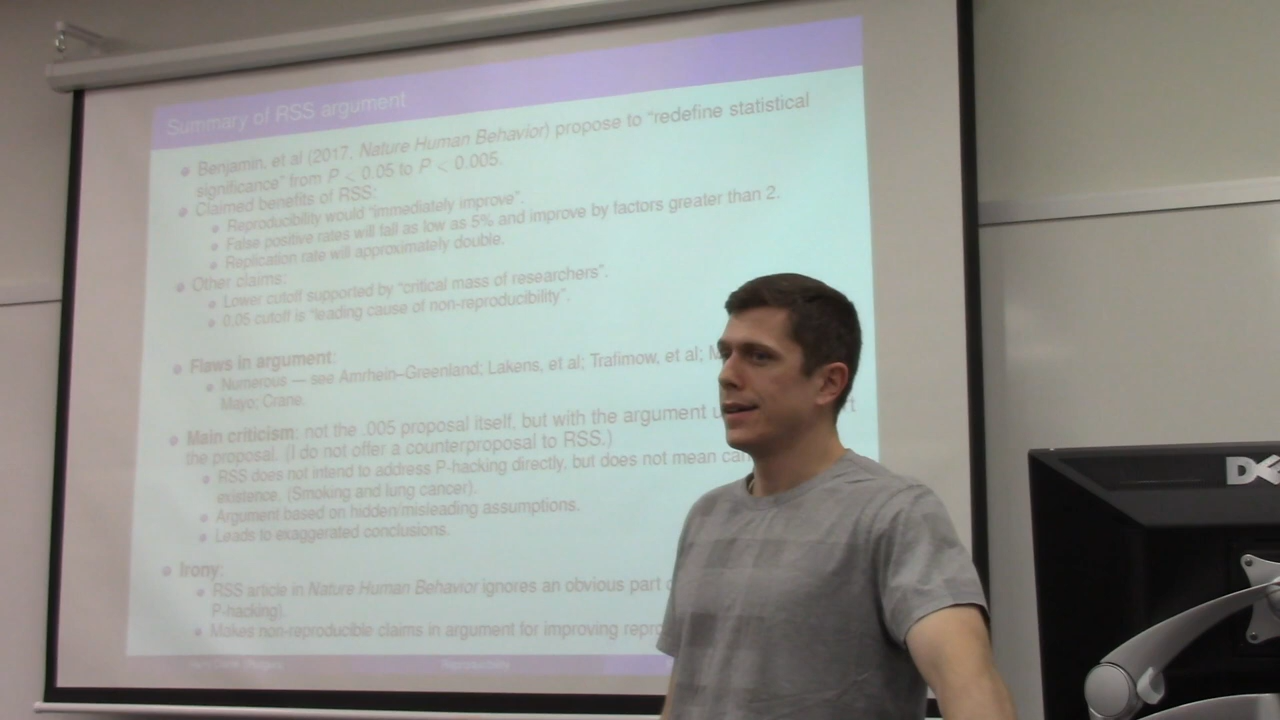 Summary of RSS argument
Benjamin, et al (2017, Nature Human Behavior) propose to "redefine statistical
significance" from P < 0.05 to P < 0.005.
Claimed benefits of RSS:
Reproducibility would "immediately improve".
False positive rates will fall as low as 5% and improve by factors greater than 2.
Replication rate will approximately double.
Other claims:
Lower cutoff supported by "critical mass of researchers".
0.05 cutoff is "leading cause of non-reproducibility".
Flaws in argument:
Numerous — see Amrhein–Greenland; Lakens, et al; Trafimow, et al;
Mayo; Crane.
Main criticism: not the .005 proposal itself, but with the argument
the proposal. (I do not offer a counterproposal to RSS.)
RSS does not intend to address P-hacking directly, but does not mean
existence. (Smoking and lung cancer).
Argument based on hidden/misleading assumptions.
Leads to exaggerated conclusions.
Irony:
RSS article in Nature Human Behavior ignores an obvious part
P-hacking).
Makes non-reproducible claims in argument for improving
Reproducibility
DELL